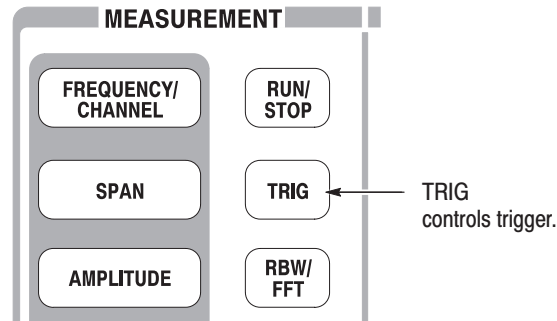 MEASUREMENT
FREQUENCY/
CHANNEL
RUN/
STOP
SPAN
TRIG
TRIG
controls trigger.
AMPLITUDE
RBW/
FFT